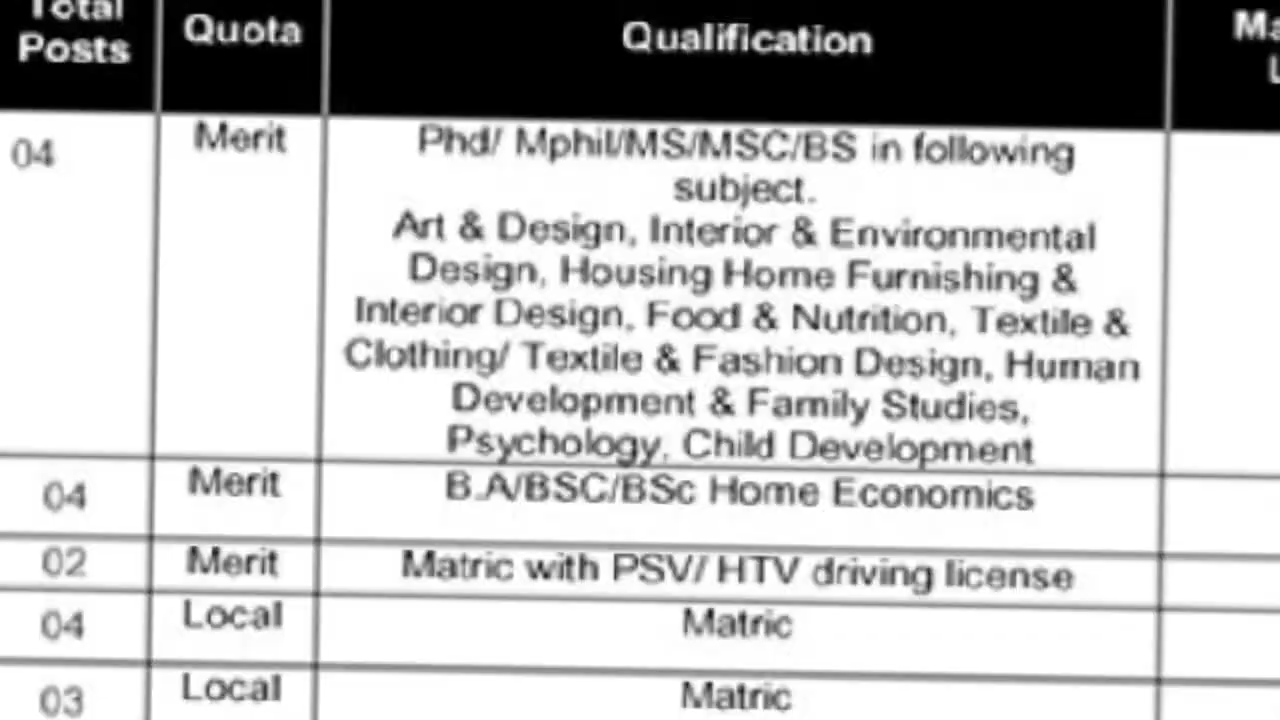 Total Posts
Quota
Qualification
04
Merit
Phd/ Mphil/MS/MSC/BS in following
subject.
Art & Design, Interior & Environmental
Design, Housing Home Furnishing &
Interior Design, Food & Nutrition, Textile &
Clothing/ Textile & Fashion Design, Human
Development & Family Studies,
Psychology, Child Development
04
Merit
B.A/BSC/BSc Home Economics
02
Merit
Matric with PSV/ HTV driving license
04
Local
Matric
03
Local
Matric